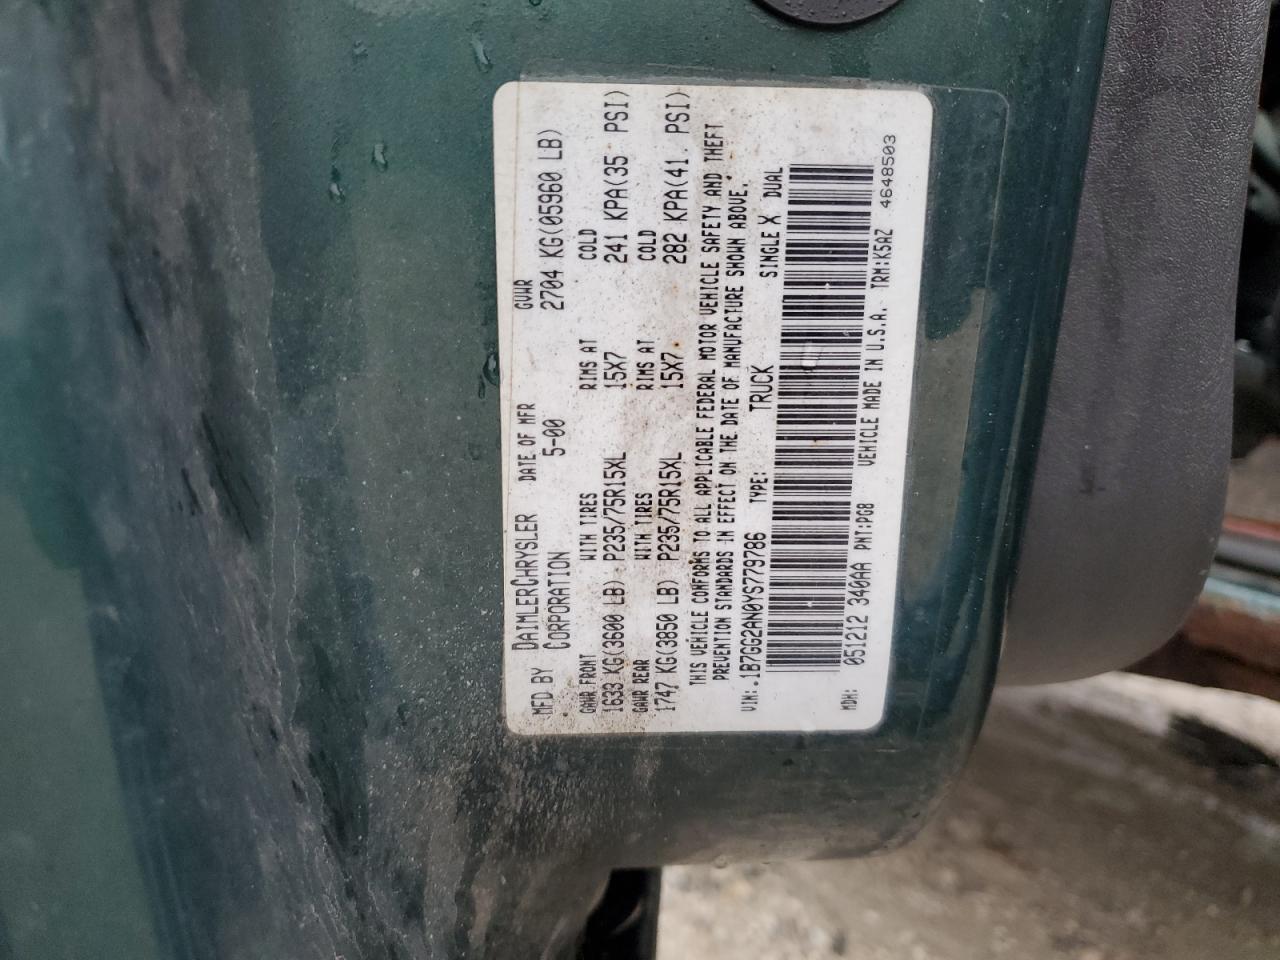 MFD BY DAIMLERCHRYSLER CORPORATION DATE OF MFR 5-00 GVWR 2704 KG(05960 LB)
GAWR FRONT WITH TIRES RIMS AT COLD
1633 KG(3600 LB) P235/75R15XL 15X7 241 KPA(35 PSI)
GAWR REAR WITH TIRES RIMS AT COLD
1747 KG(3850 LB) P235/75R15XL 15X7 282 KPA(41. PSI)
THIS VEHICLE CONFORMS TO ALL APPLICABLE FEDERAL MOTOR VEHICLE SAFETY AND THEFT
PREVENTION STANDARDS IN EFFECT ON THE DATE OF MANUFACTURE SHOWN ABOVE.
VIN:.1B7GG2AN0YS779786 TYPE: TRUCK SINGLE X DUAL
MDH: 051212 340AA PNT:PG8 VEHICLE MADE IN U.S.A. TRM:K5AZ 4648503